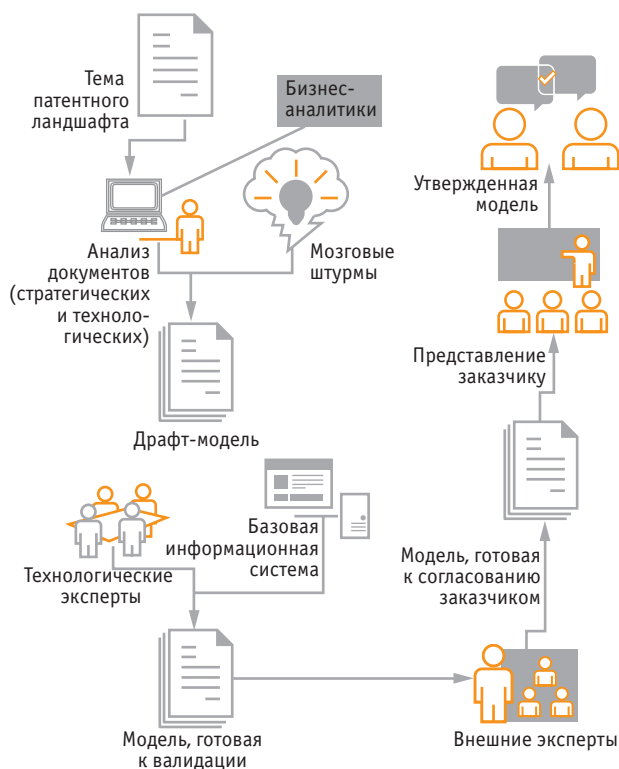 Тема
патентного
ландшафта
Бизнес-
аналитики
Анализ
документов
(стратегических
и техноло-
гических)
Мозговые
штурмы
Драфт-модель
Технологические
эксперты
Базовая
информационная
система
Модель, готовая
к валидации
Внешние эксперты
Модель, готовая
к согласованию
заказчиком
Представление
заказчику
Утвержденная
модель